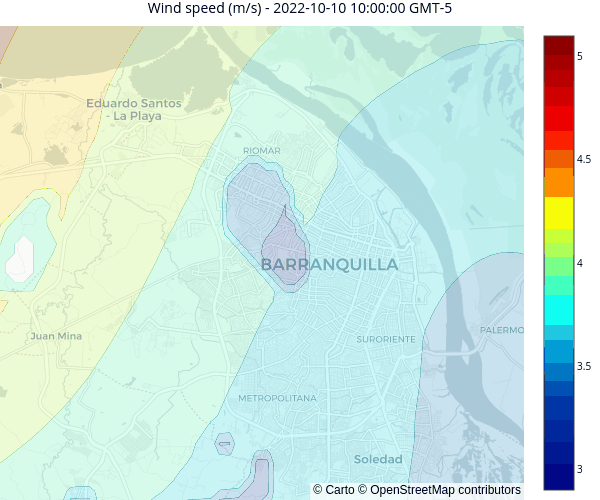 Wind speed (m/s) - 2022-10-10 10:00:00 GMT-5
5
Eduardo Santos
- La Playa
RIOMAR
4.5
BARRANQUILLA
4
PALERMO
Juan Mina
SURORIENTE
3.5
METROPOLITANA
Soledad
3
© Carto © OpenStreetMap contributors